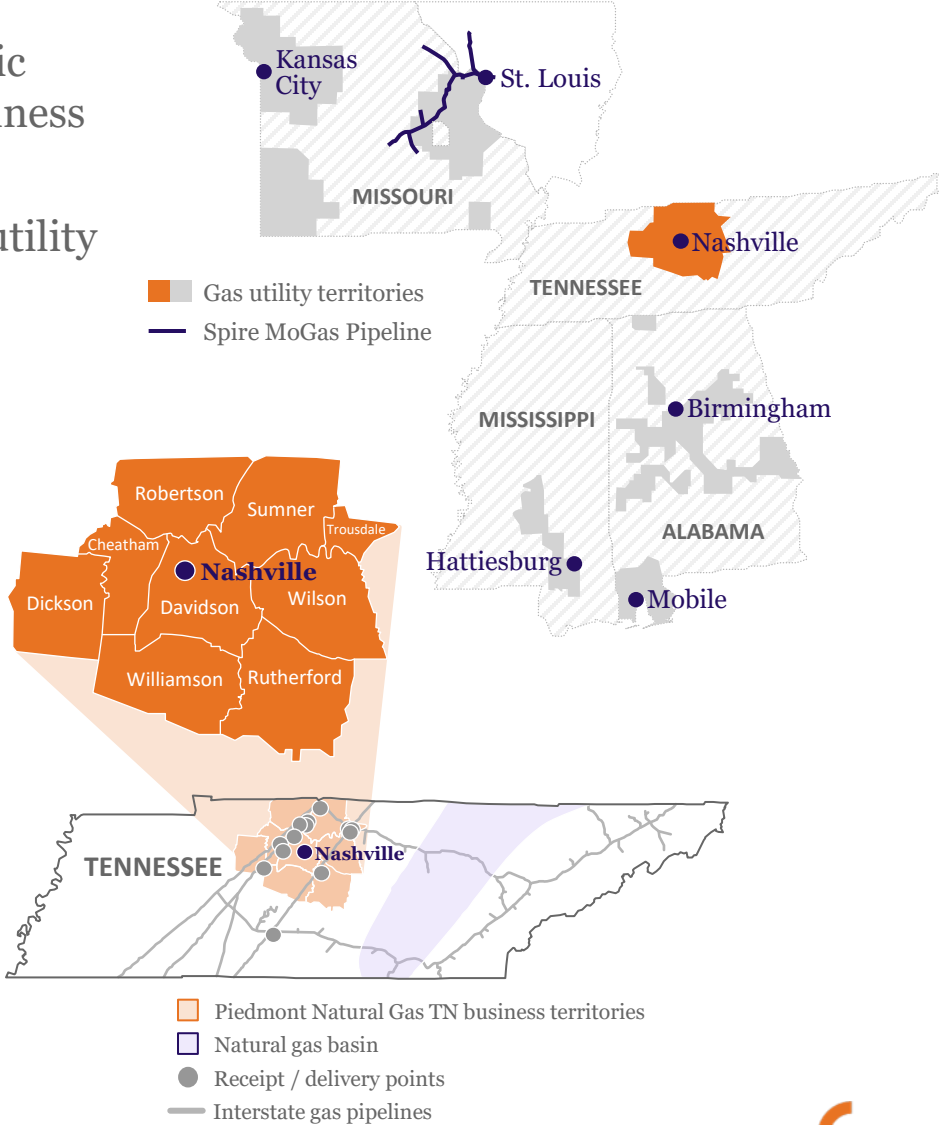 ic
iness
utility
Kansas
City
St. Louis
MISSOURI
Nashville
TENNESSEE
Gas utility territories
Spire MoGas Pipeline
MISSISSIPPI
Birmingham
ALABAMA
Hattiesburg
Mobile
Robertson
Sumner
Trousdale
Cheatham
Nashville
Dickson
Davidson
Wilson
Williamson
Rutherford
TENNESSEE
Nashville
Piedmont Natural Gas TN business territories
Natural gas basin
Receipt / delivery points
Interstate gas pipelines